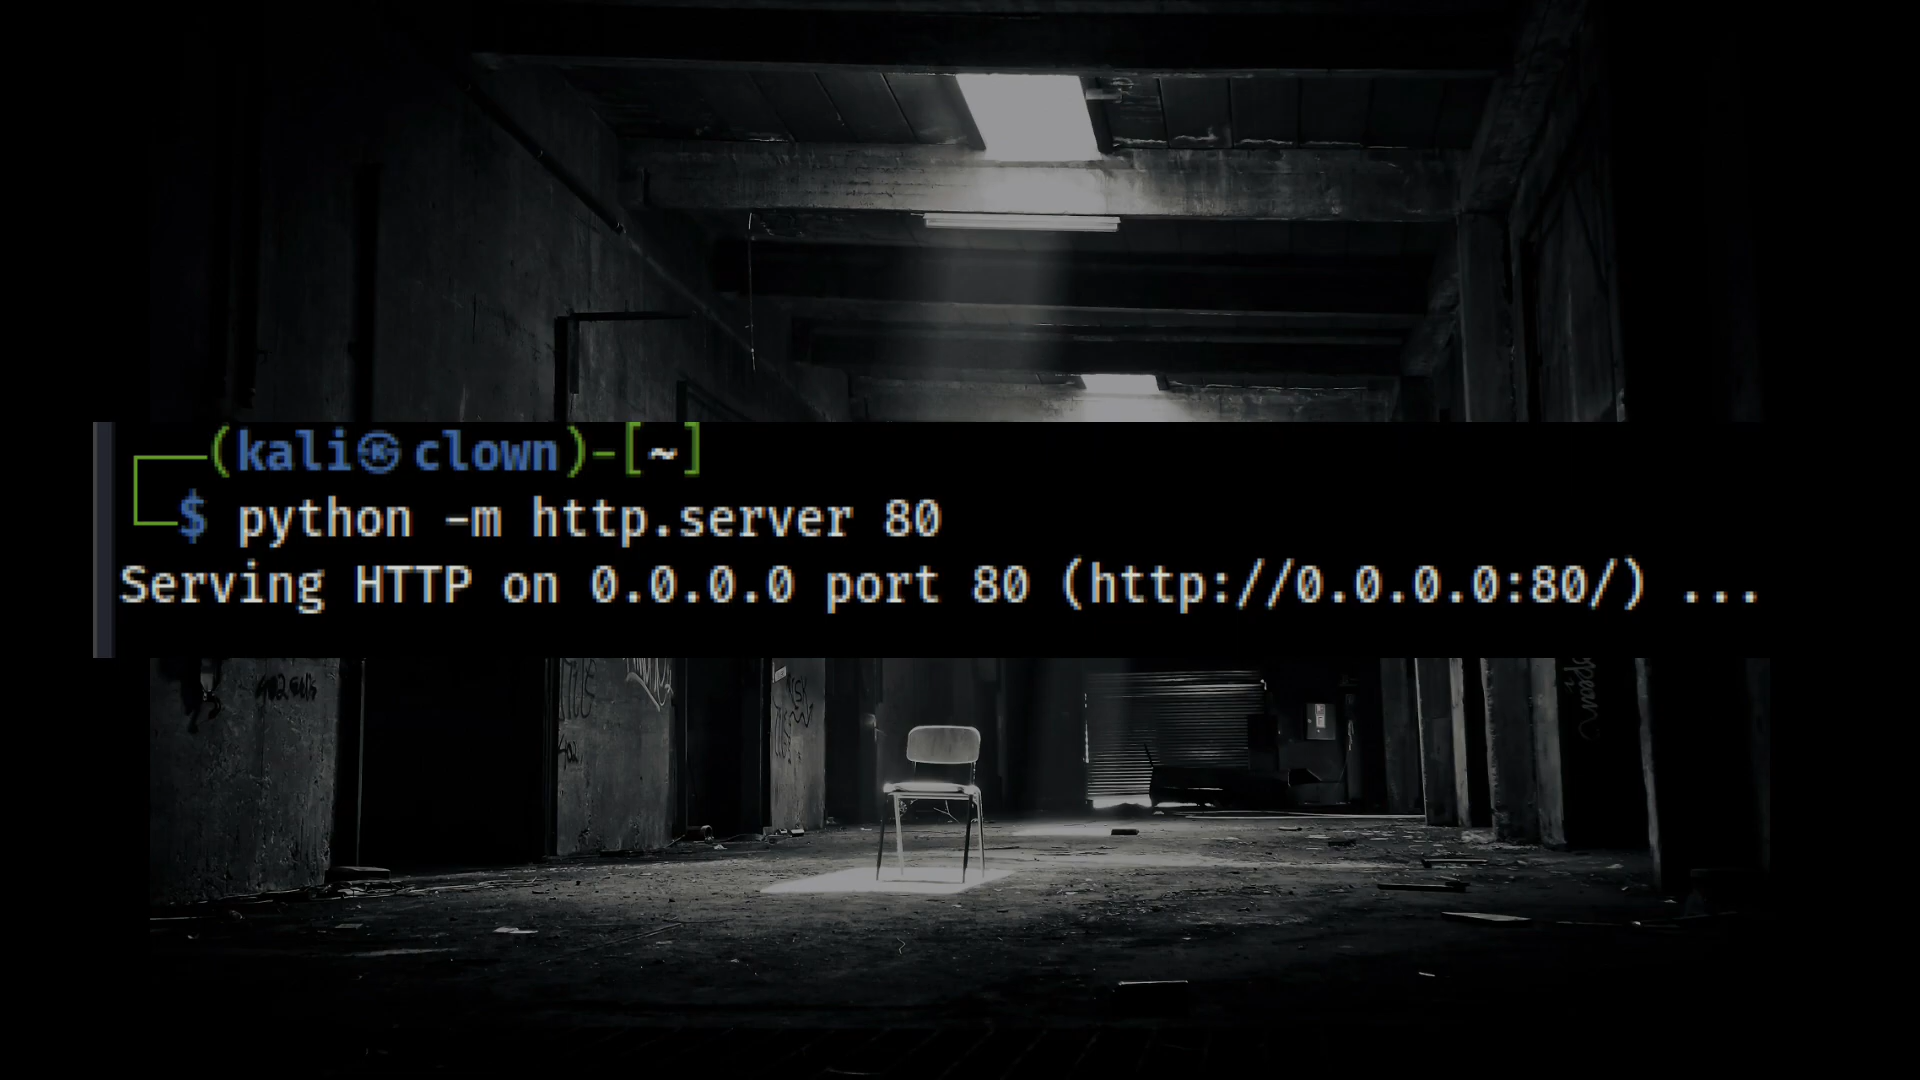 (kali㉿clown)-[~]
$ python -m http.server 80
Serving HTTP on 0.0.0.0 port 80 (http://0.0.0.0:80/) ...